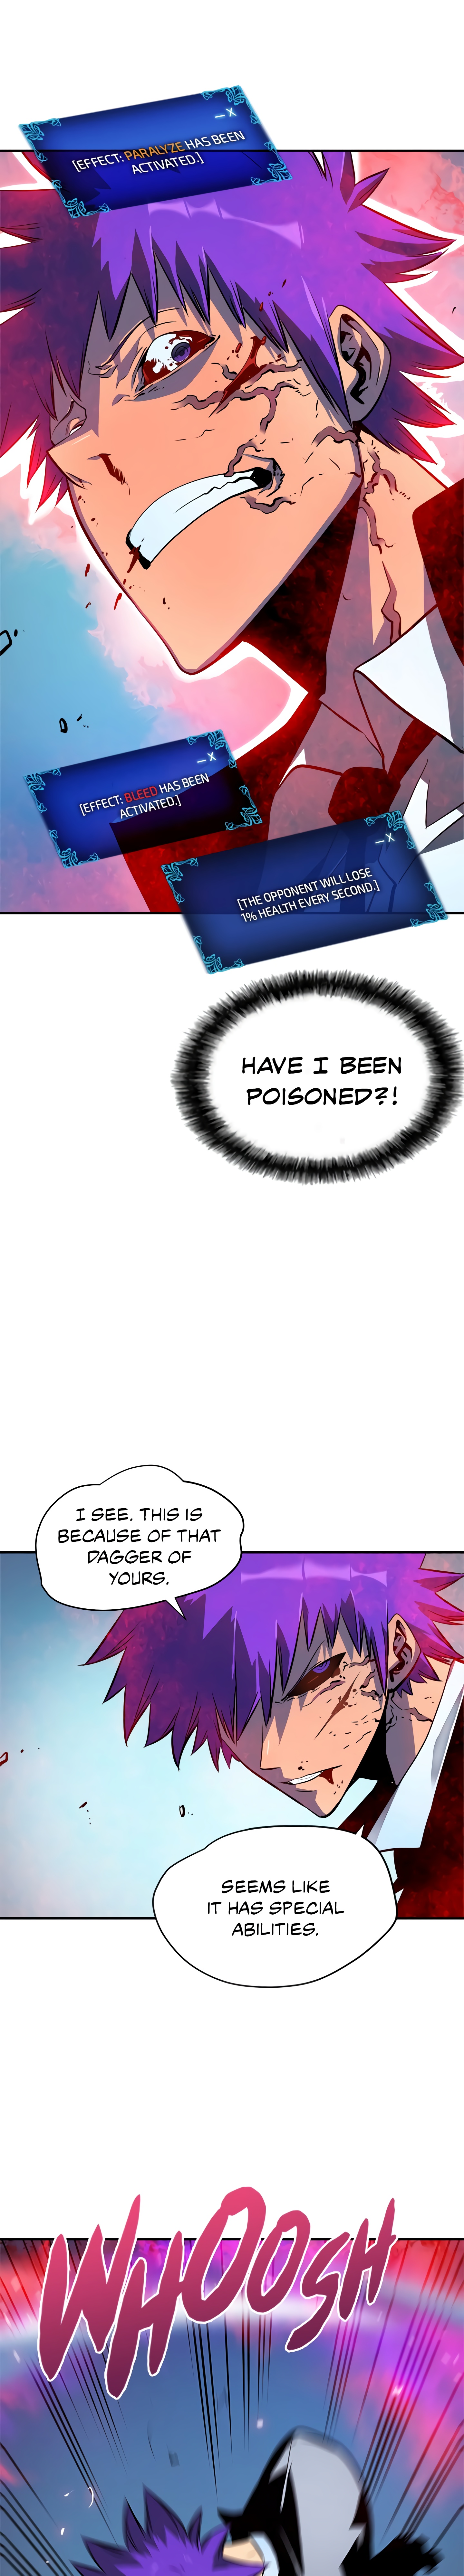 — X
[EFFECT: PARALYZE HAS BEEN
ACTIVATED.]
— X
[EFFECT: BLEED HAS BEEN
ACTIVATED.]
— X
[THE OPPONENT WILL LOSE
1% HEALTH EVERY SECOND.]
HAVE I BEEN
POISONED?!
I SEE. THIS IS
BECAUSE OF THAT
DAGGER OF
YOURS.
SEEMS LIKE
IT HAS SPECIAL
ABILITIES.
WHOOSH